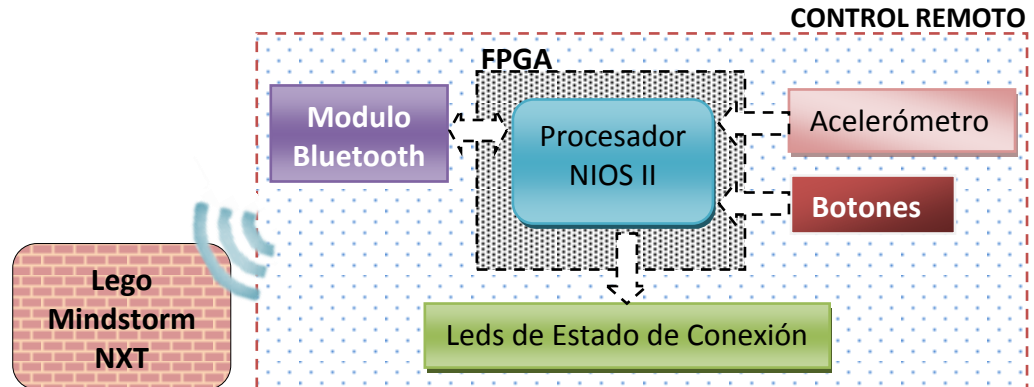 CONTROL REMOTO
FPGA
Modulo
Bluetooth
Procesador
NIOS II
Acelerómetro
Botones
Lego
Mindstorm
NXT
Leds de Estado de Conexión